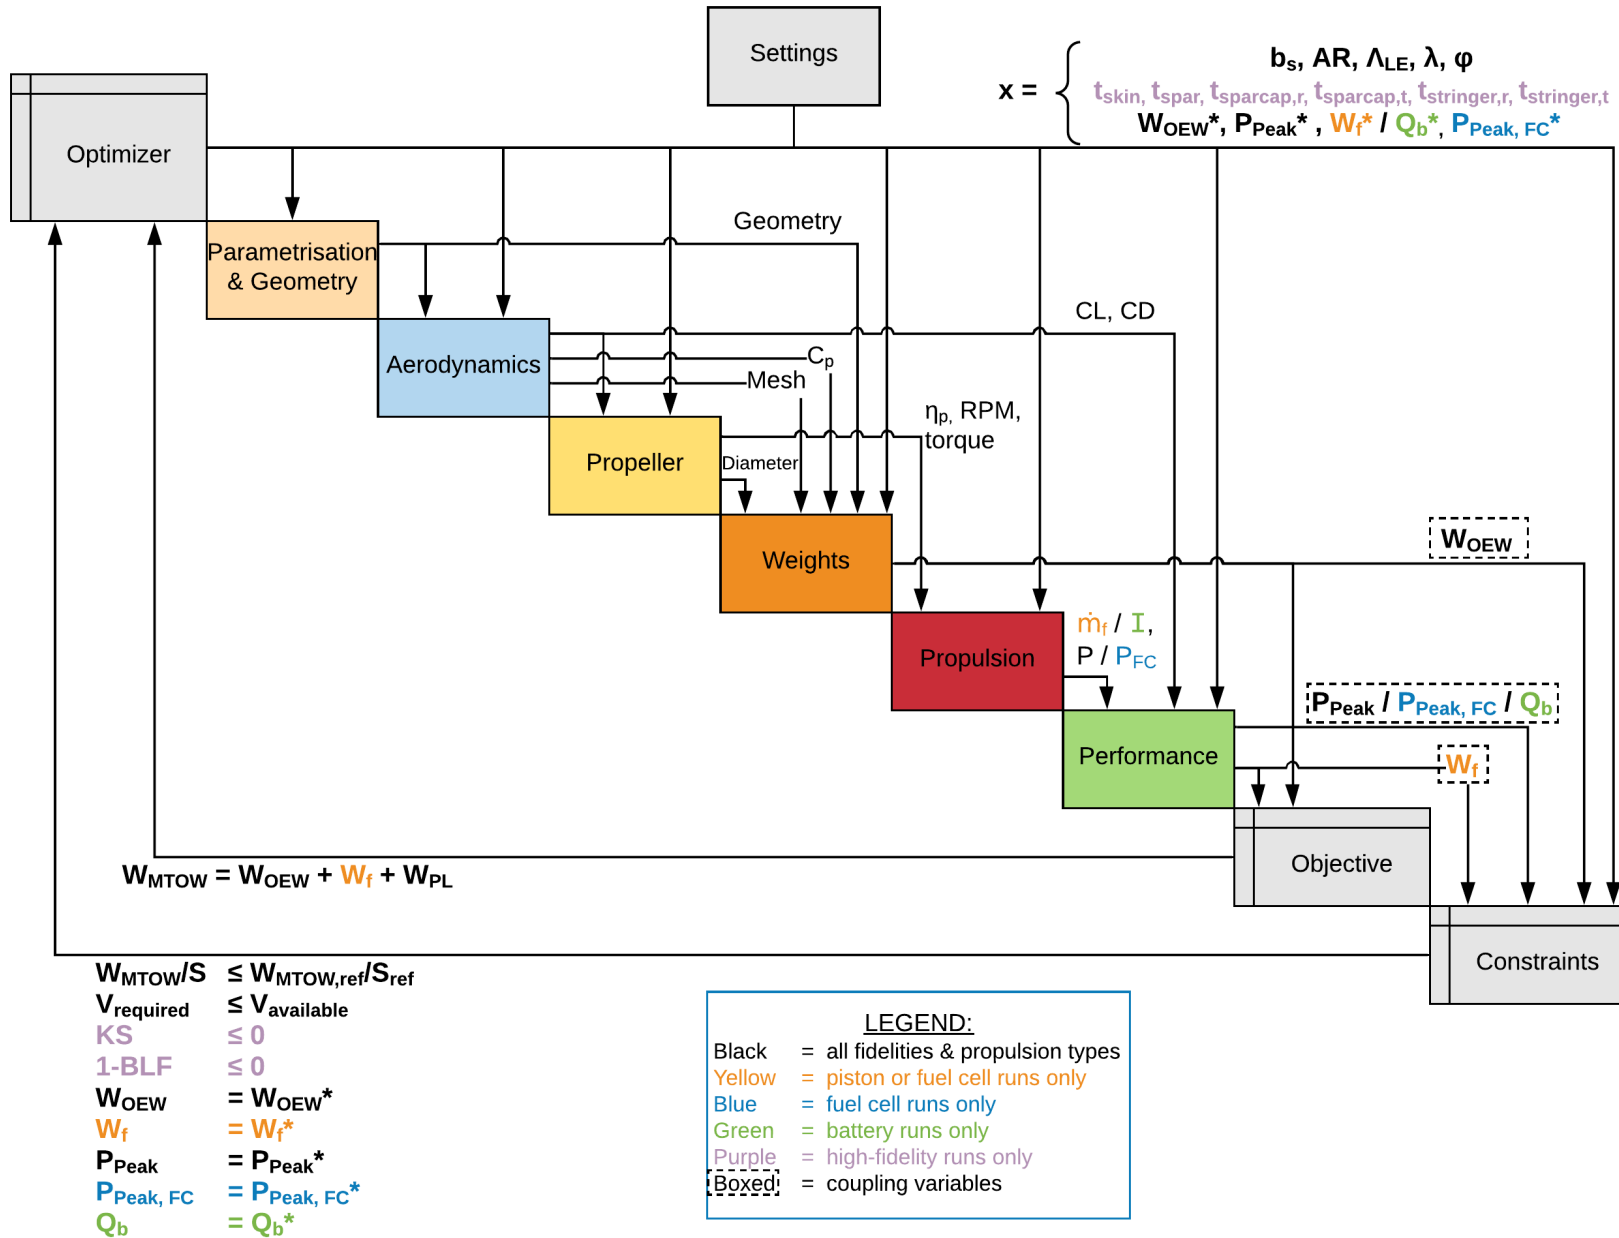 Settings
x =
bs, AR, ΛLE, λ, φ
tskin, tspar, tsparcap,r, tsparcap,t, tstringer,r, tstringer,t
WOEW*, PPeak* , Wf* / Qb*, PPeak, FC*
Optimizer
Geometry
Parametrisation
& Geometry
CL, CD
Aerodynamics
Cp
Mesh
ηp, RPM,
torque
Propeller
Diameter
WOEW
Weights
ṁf / I,
P / PFC
Propulsion
PPeak / PPeak, FC / Qb
Performance
Wf
Objective
WMTOW = WOEW + Wf + WPL
Constraints
WMTOW/S ≤ WMTOW,ref/Sref
Vrequired ≤ Vavailable
KS ≤ 0
1-BLF ≤ 0
WOEW = WOEW*
Wf = Wf*
PPeak = PPeak*
PPeak, FC = PPeak, FC*
Qb = Qb*
LEGEND:
Black = all fidelities & propulsion types
Yellow = piston or fuel cell runs only
Blue = fuel cell runs only
Green = battery runs only
Purple = high-fidelity runs only
Boxed = coupling variables